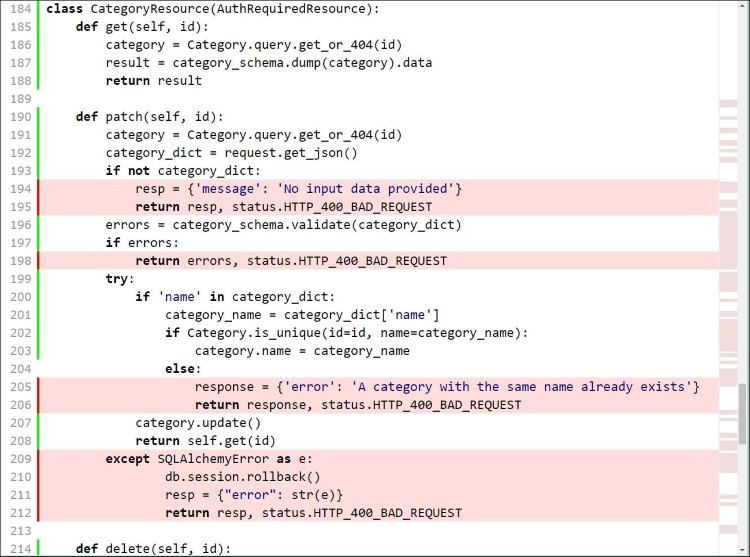 184 class CategoryResource(AuthRequiredResource):
185     def get(self, id):
186         category = Category.query.get_or_404(id)
187         result = category_schema.dump(category).data
188         return result
189
190     def patch(self, id):
191         category = Category.query.get_or_404(id)
192         category_dict = request.get_json()
193         if not category_dict:
194             resp = {'message': 'No input data provided'}
195             return resp, status.HTTP_400_BAD_REQUEST
196         errors = category_schema.validate(category_dict)
197         if errors:
198             return errors, status.HTTP_400_BAD_REQUEST
199         try:
200             if 'name' in category_dict:
201                 category_name = category_dict['name']
202                 if Category.is_unique(id=id, name=category_name):
203                     category.name = category_name
204                 else:
205                     response = {'error': 'A category with the same name already exists'}
206                     return response, status.HTTP_400_BAD_REQUEST
207             category.update()
208             return self.get(id)
209         except SQLAlchemyError as e:
210                 db.session.rollback()
211                 resp = {"error": str(e)}
212                 return resp, status.HTTP_400_BAD_REQUEST
213
214     def delete(self, id):